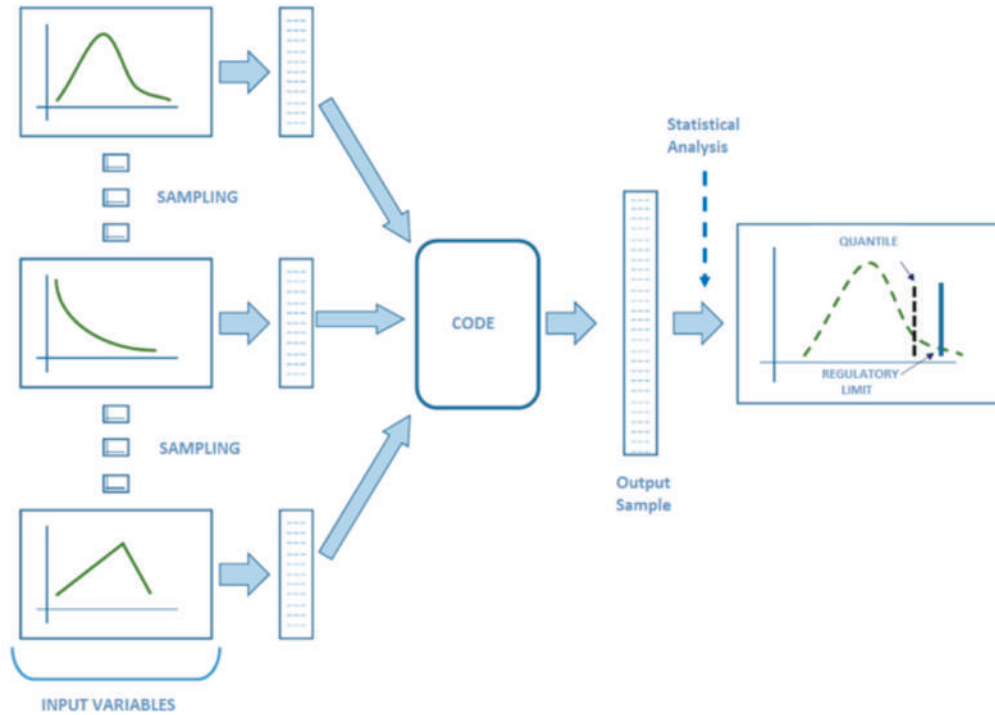 SAMPLING
SAMPLING
INPUT VARIABLES
CODE
Output
Sample
Statistical
Analysis
QUANTILE
REGULATORY
LIMIT